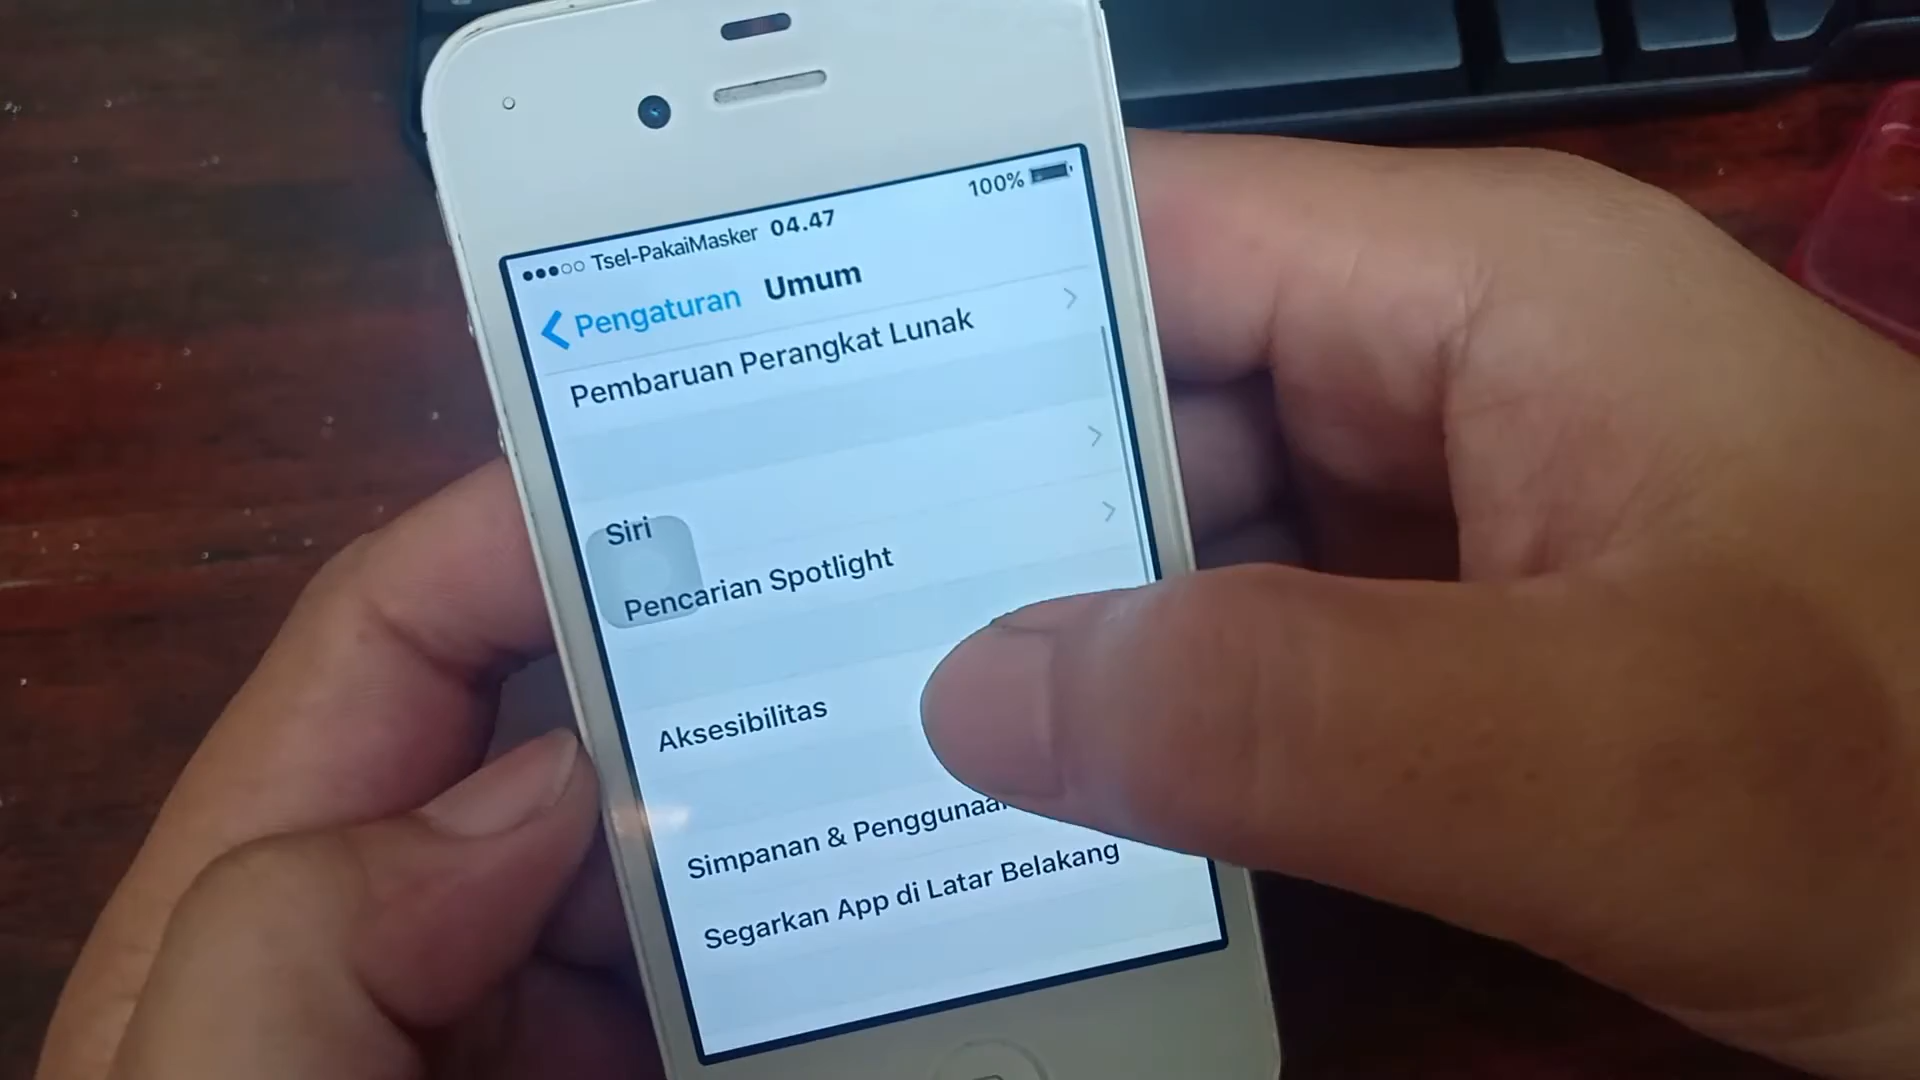 Tsel-PakaiMasker 04.47 100%
Pengaturan Umum
Pembaruan Perangkat Lunak
Siri
Pencarian Spotlight
Aksesibilitas
Simpanan & Penggunaan
Segarkan App di Latar Belakang